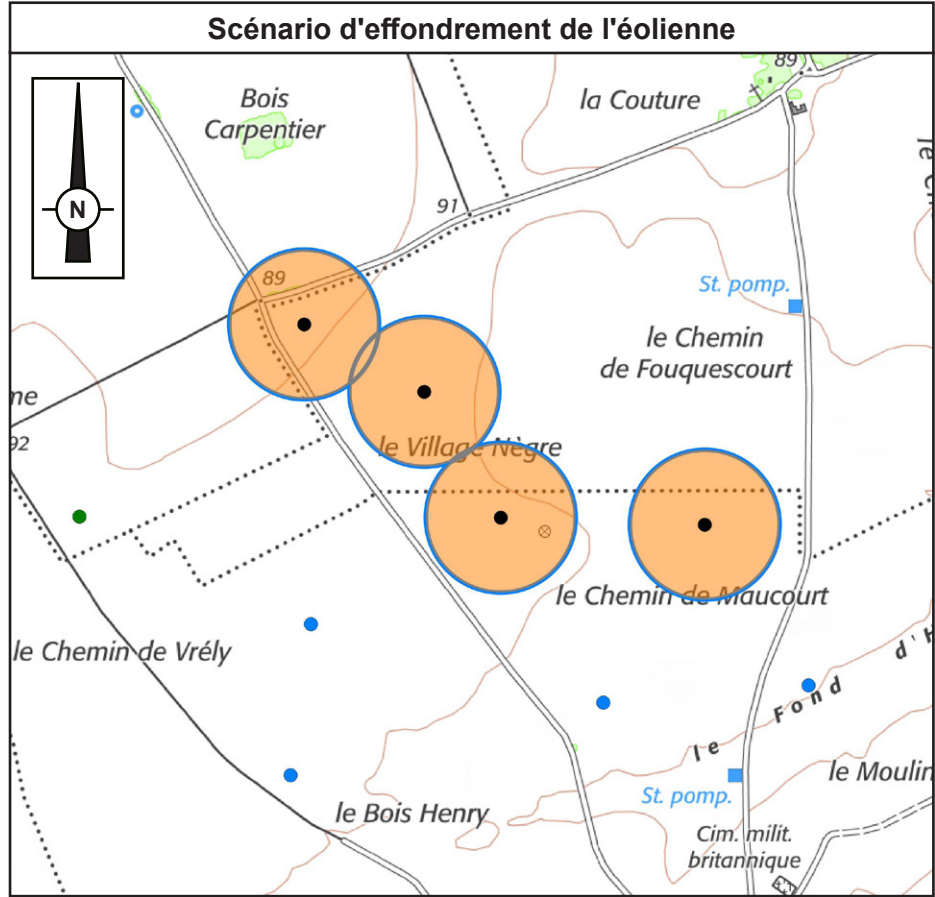 Scénario d'effondrement de l'éolienne
89
Bois
Carpentier
la Couture
N
91
89
St. pomp.
le Chemin
de Fouquescourt
me
92
le Village Nègre
le Chemin de Maucourt
le Chemin de Vrély
le Fond d'H
le Moulin
St. pomp.
le Bois Henry
Cim. milit.
britannique